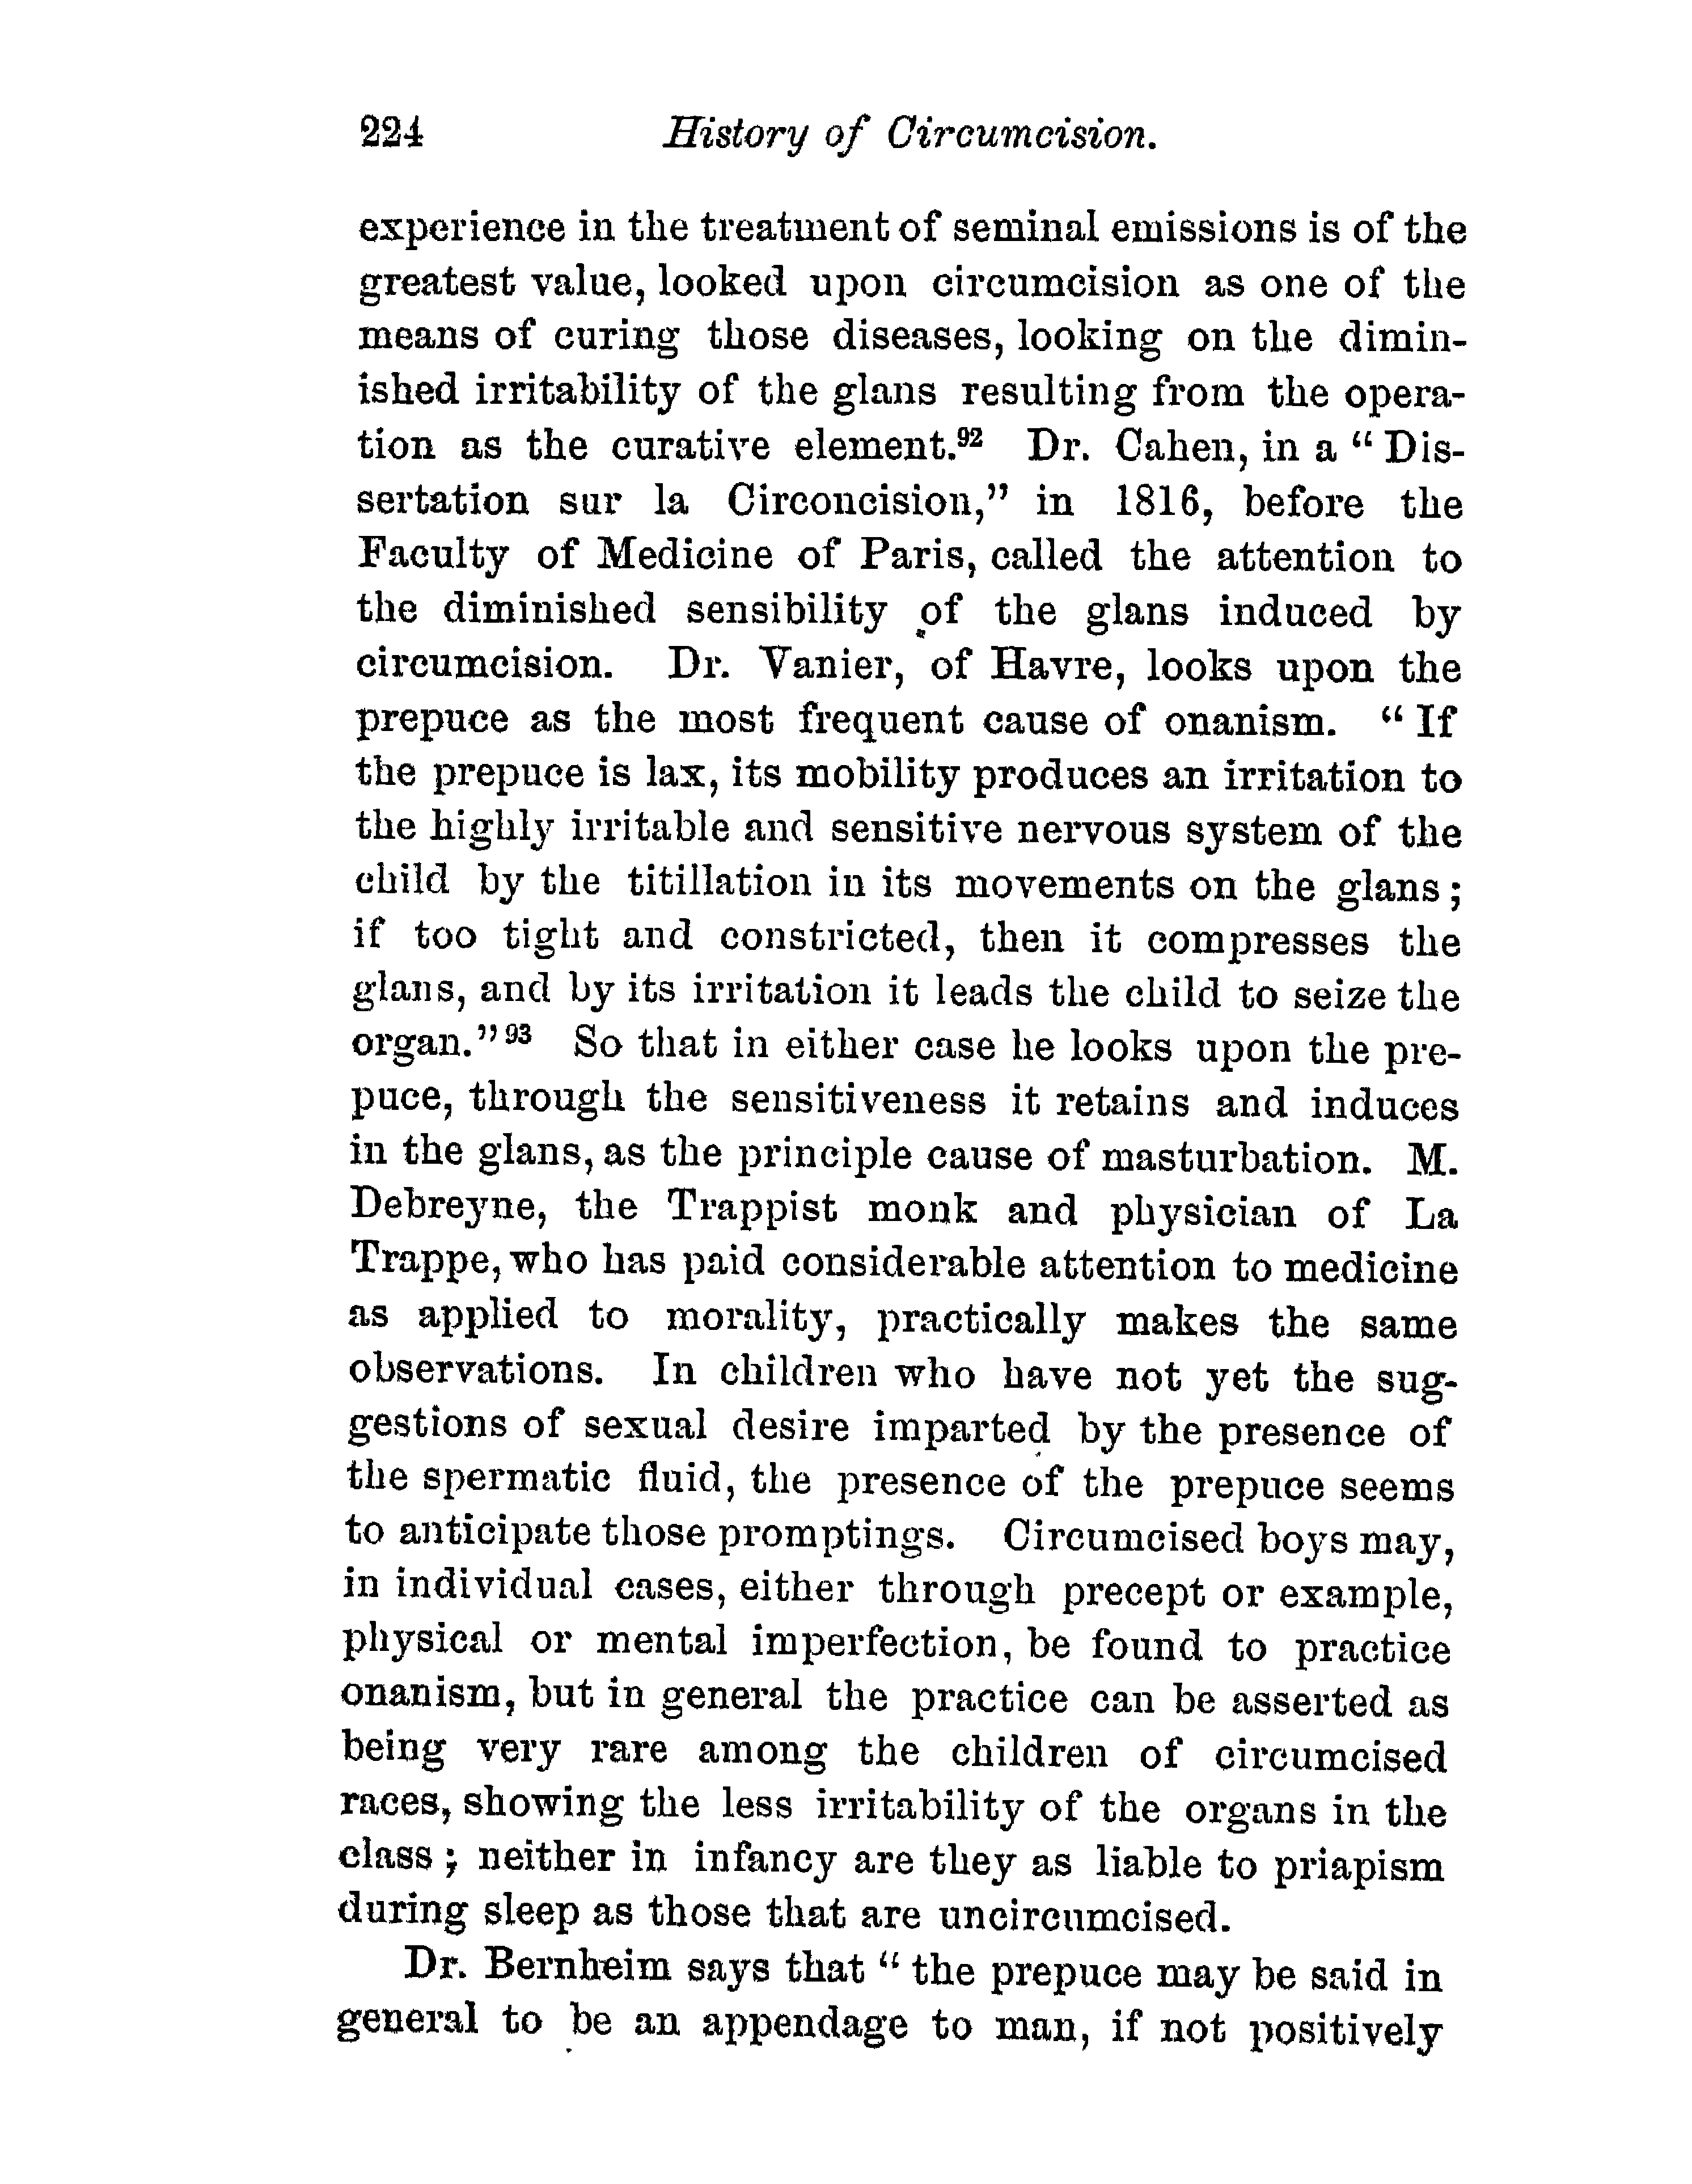 224 History of Circumcision.
experience in the treatment of seminal emissions is of the
greatest value, looked upon circumcision as one of the
means of curing those diseases, looking on the dimin-
ished irritability of the glans resulting from the opera-
tion as the curative element.⁹² Dr. Cahen, in a “Dis-
sertation sur la Circoncision,” in 1816, before the
Faculty of Medicine of Paris, called the attention to
the diminished sensibility of the glans induced by
circumcision. Dr. Vanier, of Havre, looks upon the
prepuce as the most frequent cause of onanism. “If
the prepuce is lax, its mobility produces an irritation to
the highly irritable and sensitive nervous system of the
child by the titillation in its movements on the glans;
if too tight and constricted, then it compresses the
glans, and by its irritation it leads the child to seize the
organ.”⁹³ So that in either case he looks upon the pre-
puce, through the sensitiveness it retains and induces
in the glans, as the principle cause of masturbation. M.
Debreyne, the Trappist monk and physician of La
Trappe, who has paid considerable attention to medicine
as applied to morality, practically makes the same
observations. In children who have not yet the sug-
gestions of sexual desire imparted by the presence of
the spermatic fluid, the presence of the prepuce seems
to anticipate those promptings. Circumcised boys may,
in individual cases, either through precept or example,
physical or mental imperfection, be found to practice
onanism, but in general the practice can be asserted as
being very rare among the children of circumcised
races, showing the less irritability of the organs in the
class; neither in infancy are they as liable to priapism
during sleep as those that are uncircumcised.
Dr. Bernheim says that “the prepuce may be said in
general to be an appendage to man, if not positively